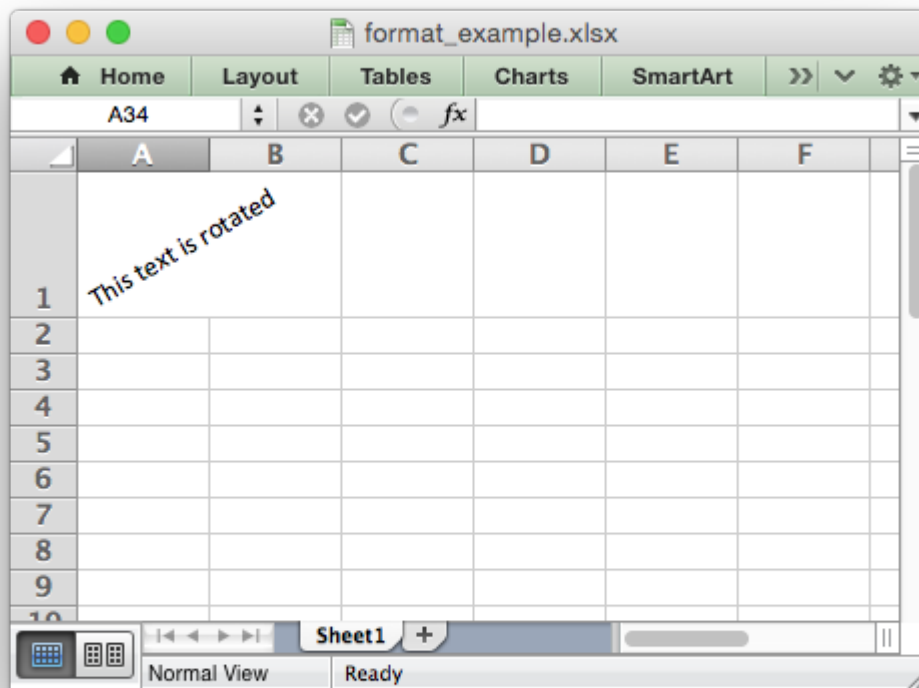 format_example.xlsx
Home Layout Tables Charts SmartArt
A34 fx
A B C D E F
1 This text is rotated
2
3
4
5
6
7
8
9
10
Sheet1 +
Normal View Ready